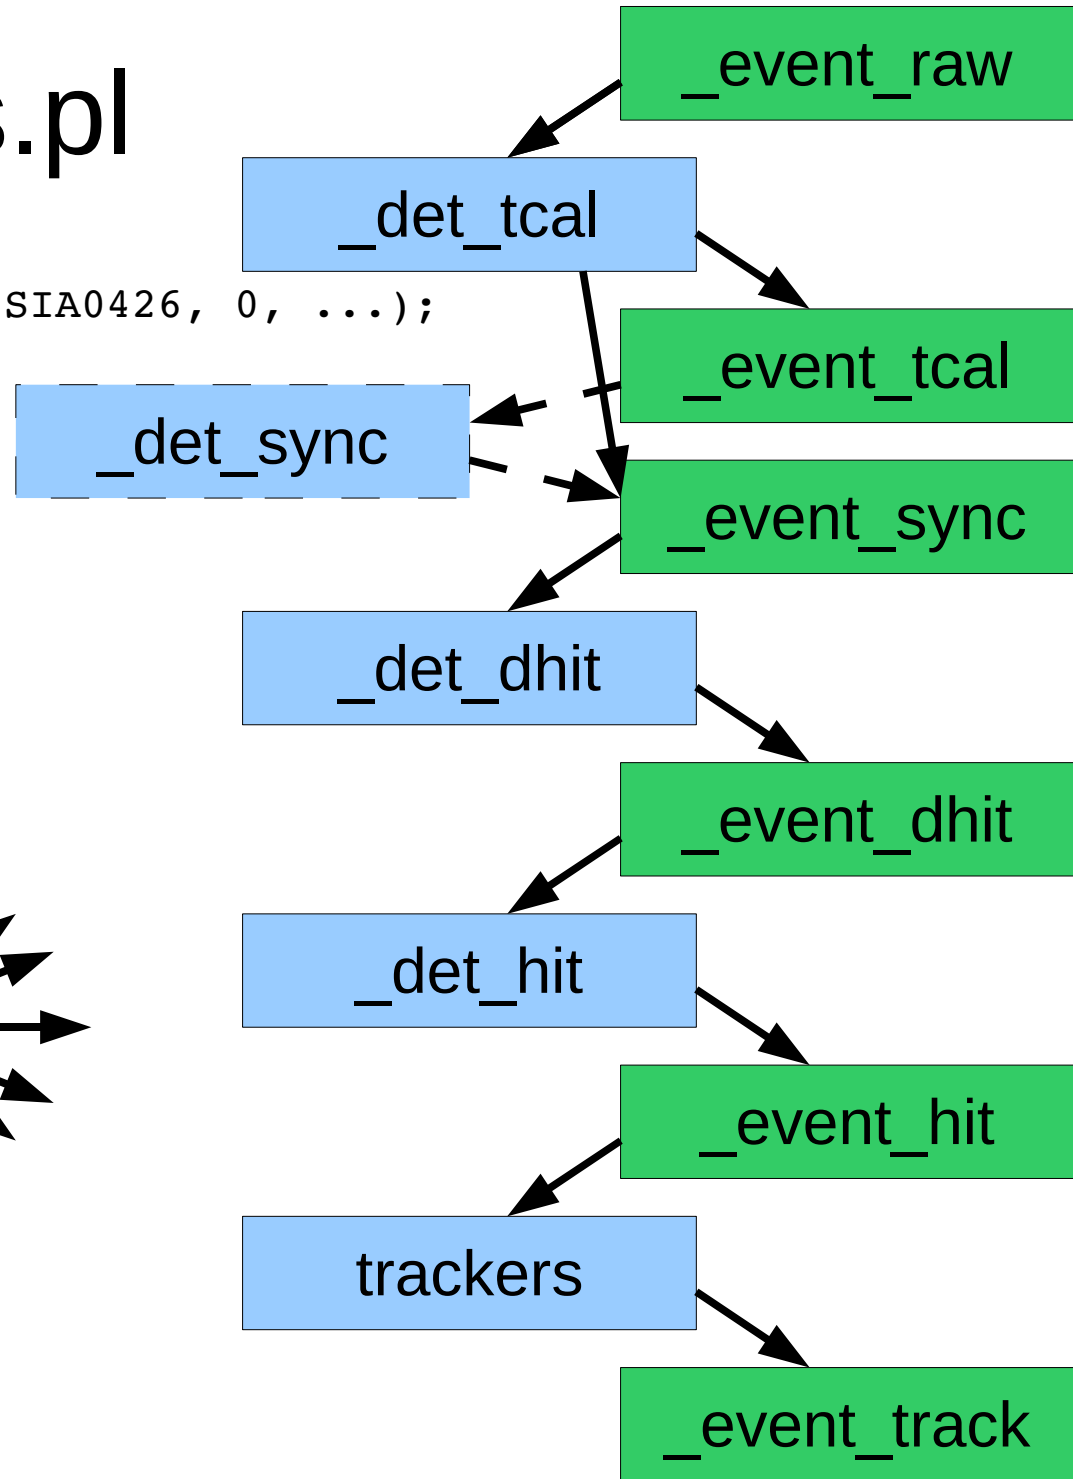 _event_raw
s.pl
_det_tcal
SIA0426, 0, ...);
_event_tcal
_det_sync
_event_sync
_det_dhit
_event_dhit
_det_hit
_event_hit
trackers
_event_track